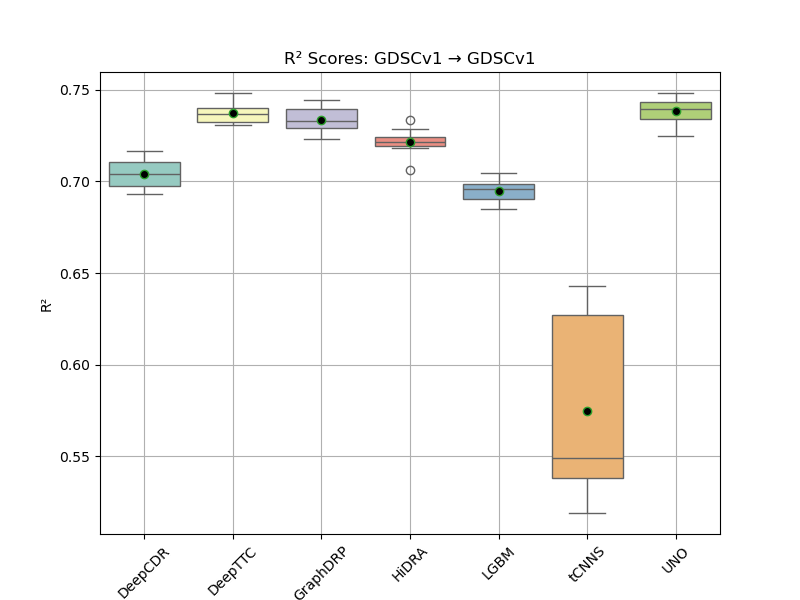 R² Scores: GDSCv1 → GDSCv1
R²
0.75
0.70
0.65
0.60
0.55
DeepCDR
DeepTTC
GraphDRP
HiDRA
LGBM
tCNNS
UNO